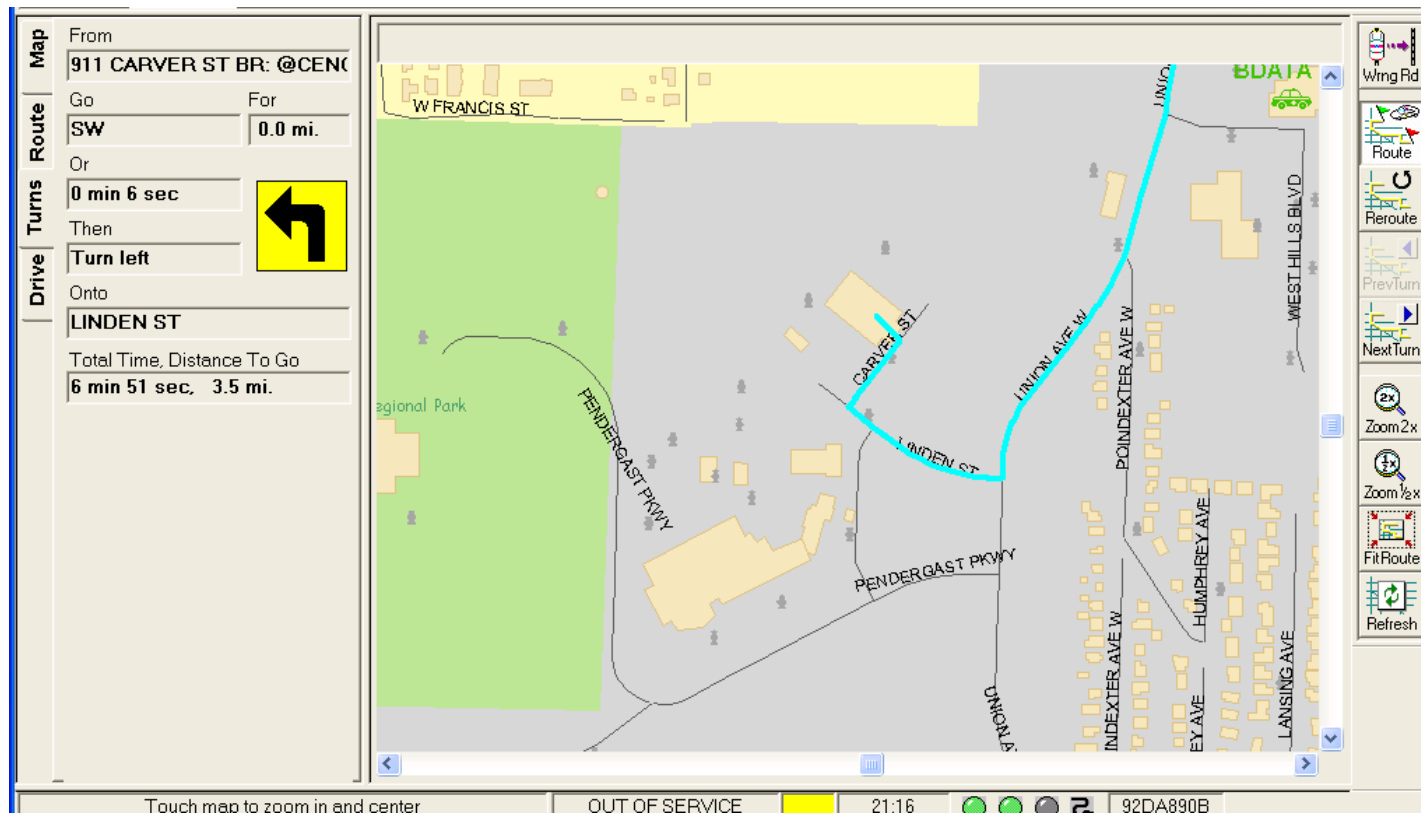 Map
Route
Turns
Drive
From
911 CARVER ST BR: @CEN(
Go
For
SW
0.0 mi.
Or
0 min 6 sec
Then
Turn left
Onto
LINDEN ST
Total Time, Distance To Go
6 min 51 sec, 3.5 mi.
W FRANCIS ST
UNIO
BDATA
WEST HILLS BLVD
CARVER ST
UNION AVE W
POINDEXTER AVE W
egional Park
PENDERGAST PKWY
LINDEN ST
PENDERGAST PKWY
HUMPHREY AVE
UNION A
INDEXTER AVE W
EY AVE
LANSING AVE
Wrng Rd
Route
Reroute
PrevTurn
NextTurn
2x
Zoom2x
½x
Zoom½x
FitRoute
Refresh
Touch map to zoom in and center
OUT OF SERVICE
21:16
92DA890B